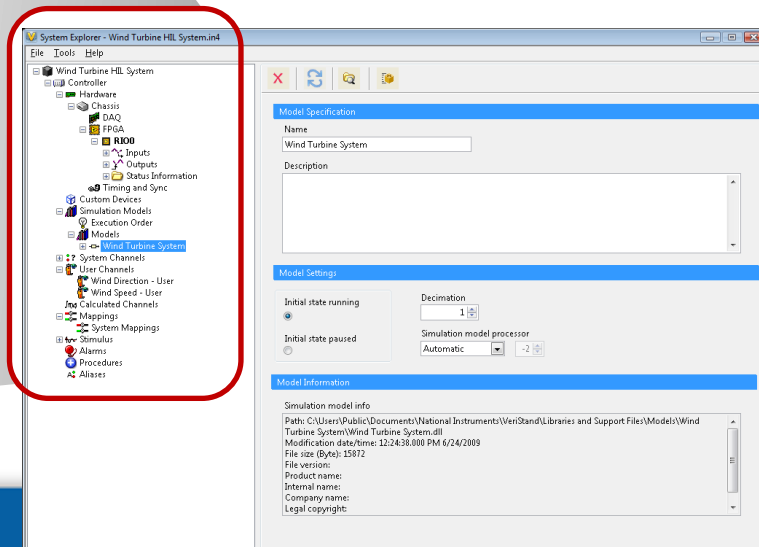 System Explorer - Wind Turbine HIL System.in4
File Tools Help
Wind Turbine HIL System
Controller
Hardware
Chassis
DAQ
FPGA
RIO0
Inputs
Outputs
Status Information
Timing and Sync
Custom Devices
Simulation Models
Execution Order
Models
Wind Turbine System
System Channels
User Channels
Wind Direction - User
Wind Speed - User
Calculated Channels
Mappings
System Mappings
Stimulus
Alarms
Procedures
Aliases
Model Specification
Name
Wind Turbine System
Description
Model Settings
Initial state running
Initial state paused
Decimation
1
Simulation model processor
Automatic
-2
Model Information
Simulation model info
Path: C:\Users\Public\Documents\National Instruments\VeriStand\Libraries and Support Files\Models\Wind
Turbine System\Wind Turbine System.dll
Modification date/time: 12:24:38.000 PM 6/24/2009
File size (Byte): 15872
File version:
Product name:
Internal name:
Company name:
Legal copyright: